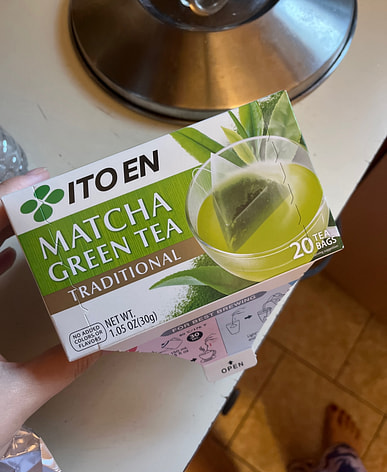 ITO EN
MATCHA
GREEN TEA
TRADITIONAL
20 TEA
BAGS
NO ADDED
COLORS OR
FLAVORS
NET WT.
1.05 OZ(30g)
FOR BEST BREWING
30
OPEN